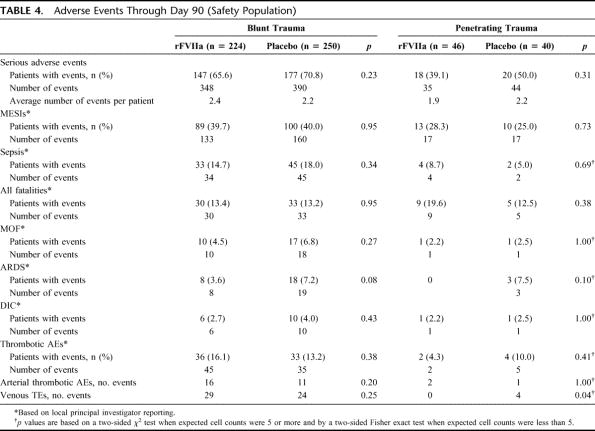 TABLE 4. Adverse Events Through Day 90 (Safety Population)
Blunt Trauma Penetrating Trauma
rFVIIa (n = 224) Placebo (n = 250) p rFVIIa (n = 46) Placebo (n = 40) p
Serious adverse events
Patients with events, n (%) 147 (65.6) 177 (70.8) 0.23 18 (39.1) 20 (50.0) 0.31
Number of events 348 390 35 44
Average number of events per patient 2.4 2.2 1.9 2.2
MESIs*
Patients with events, n (%) 89 (39.7) 100 (40.0) 0.95 13 (28.3) 10 (25.0) 0.73
Number of events 133 160 17 17
Sepsis*
Patients with events 33 (14.7) 45 (18.0) 0.34 4 (8.7) 2 (5.0) 0.69†
Number of events 34 45 4 2
All fatalities*
Patients with events 30 (13.4) 33 (13.2) 0.95 9 (19.6) 5 (12.5) 0.38
Number of events 30 33 9 5
MOF*
Patients with events 10 (4.5) 17 (6.8) 0.27 1 (2.2) 1 (2.5) 1.00†
Number of events 10 18 1 1
ARDS*
Patients with events 8 (3.6) 18 (7.2) 0.08 0 3 (7.5) 0.10†
Number of events 8 19 3
DIC*
Patients with events 6 (2.7) 10 (4.0) 0.43 1 (2.2) 1 (2.5) 1.00†
Number of events 6 10 1 1
Thrombotic AEs*
Patients with events, n (%) 36 (16.1) 33 (13.2) 0.38 2 (4.3) 4 (10.0) 0.41†
Number of events 45 35 2 5
Arterial thrombotic AEs, no. events 16 11 0.20 2 1 1.00†
Venous TEs, no. events 29 24 0.25 0 4 0.04†
*Based on local principal investigator reporting.
†p values are based on a two-sided χ² test when expected cell counts were 5 or more and by a two-sided Fisher exact test when expected cell counts were less than 5.